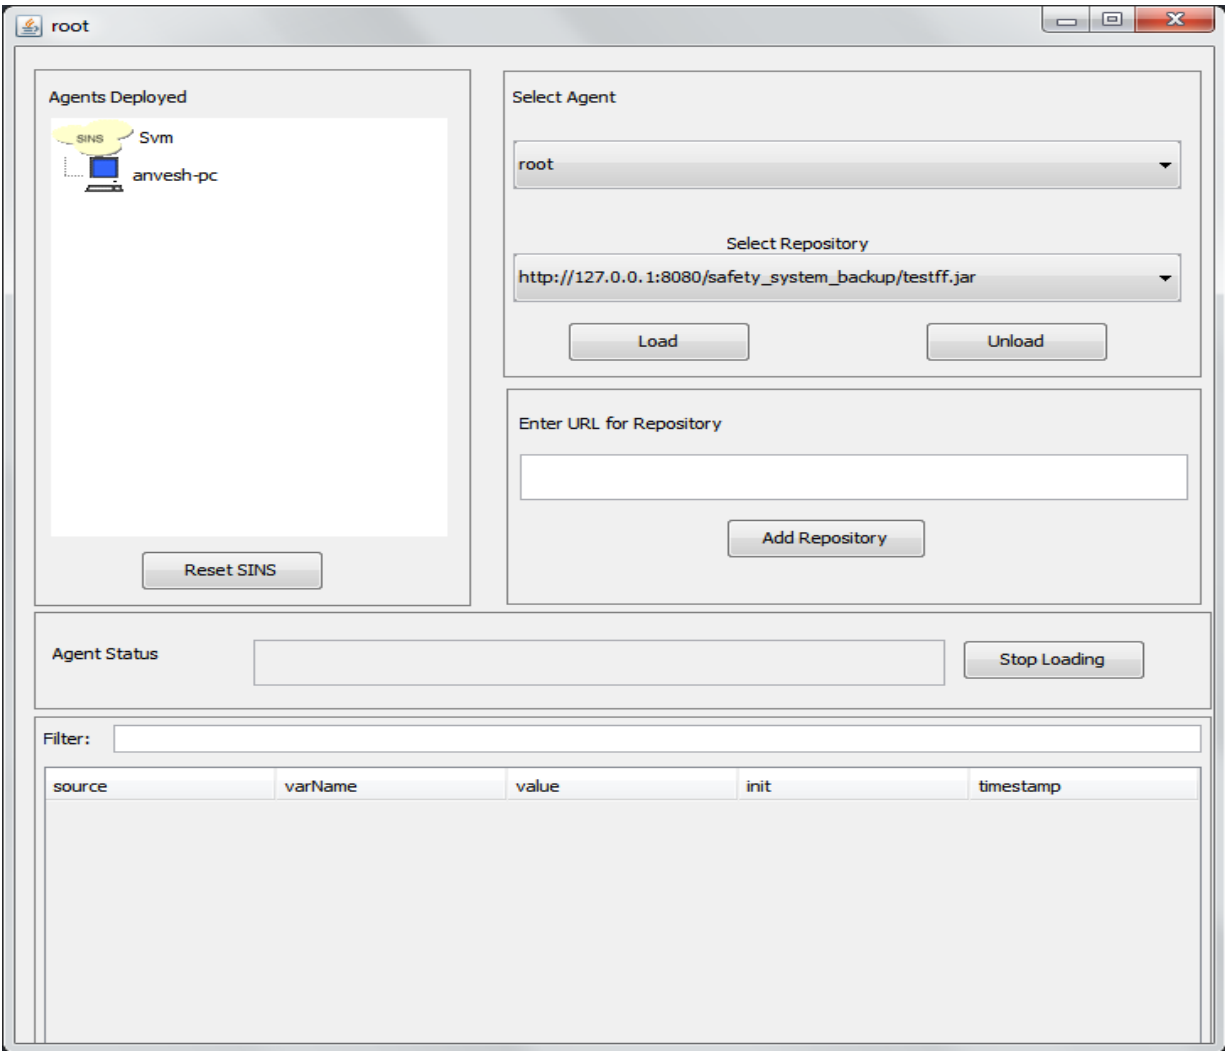 root
Agents Deployed
SINS Svm
anvesh-pc
Reset SINS
Select Agent
root
Select Repository
http://127.0.0.1:8080/safety_system_backup/testff.jar
Load Unload
Enter URL for Repository
Add Repository
Agent Status Stop Loading
Filter:
source varName value init timestamp